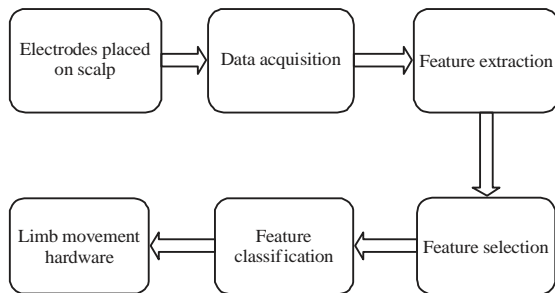 Electrodes placed
on scalp
Data acquisition
Feature extraction
Feature selection
Feature
classification
Limb movement
hardware